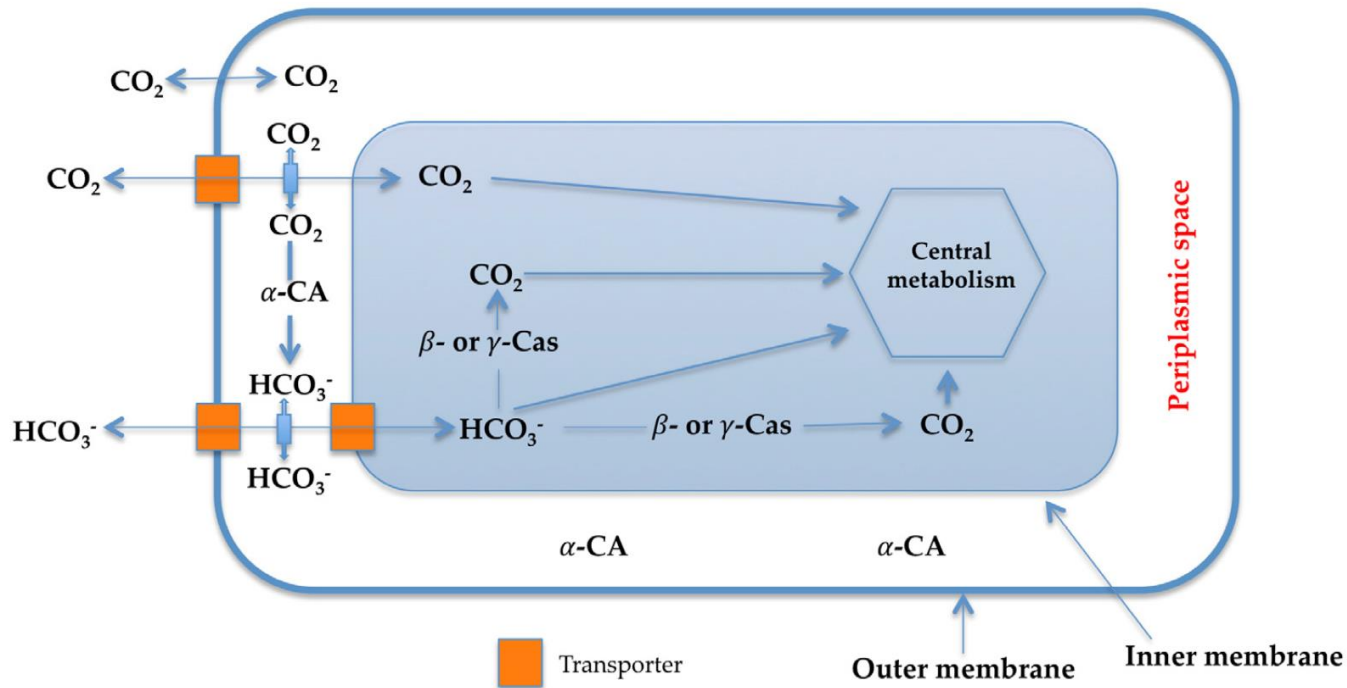 CO₂
CO₂
CO₂
CO₂
CO₂
CO₂
α-CA
HCO₃⁻
HCO₃⁻
HCO₃⁻
CO₂
β- or γ-Cas
HCO₃⁻
β- or γ-Cas
CO₂
Central
metabolism
Periplasmic space
α-CA
α-CA
Transporter
Outer membrane
Inner membrane